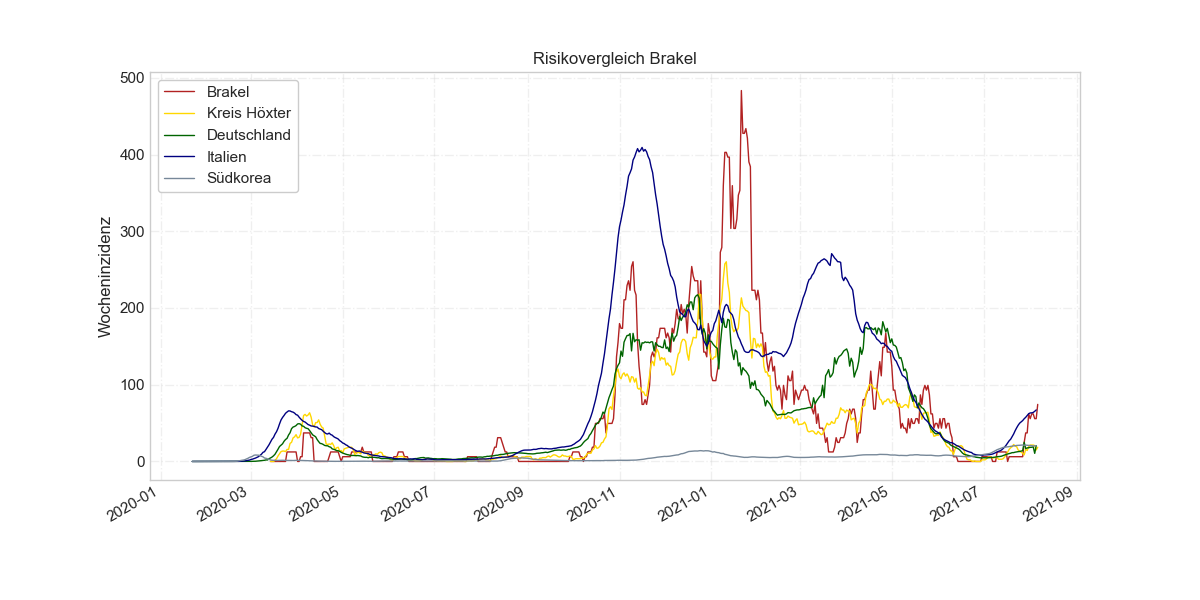 Risikovergleich Brakel
Wocheninzidenz
500
400
300
200
100
0
Brakel
Kreis Höxter
Deutschland
Italien
Südkorea
2020-01
2020-03
2020-05
2020-07
2020-09
2020-11
2021-01
2021-03
2021-05
2021-07
2021-09